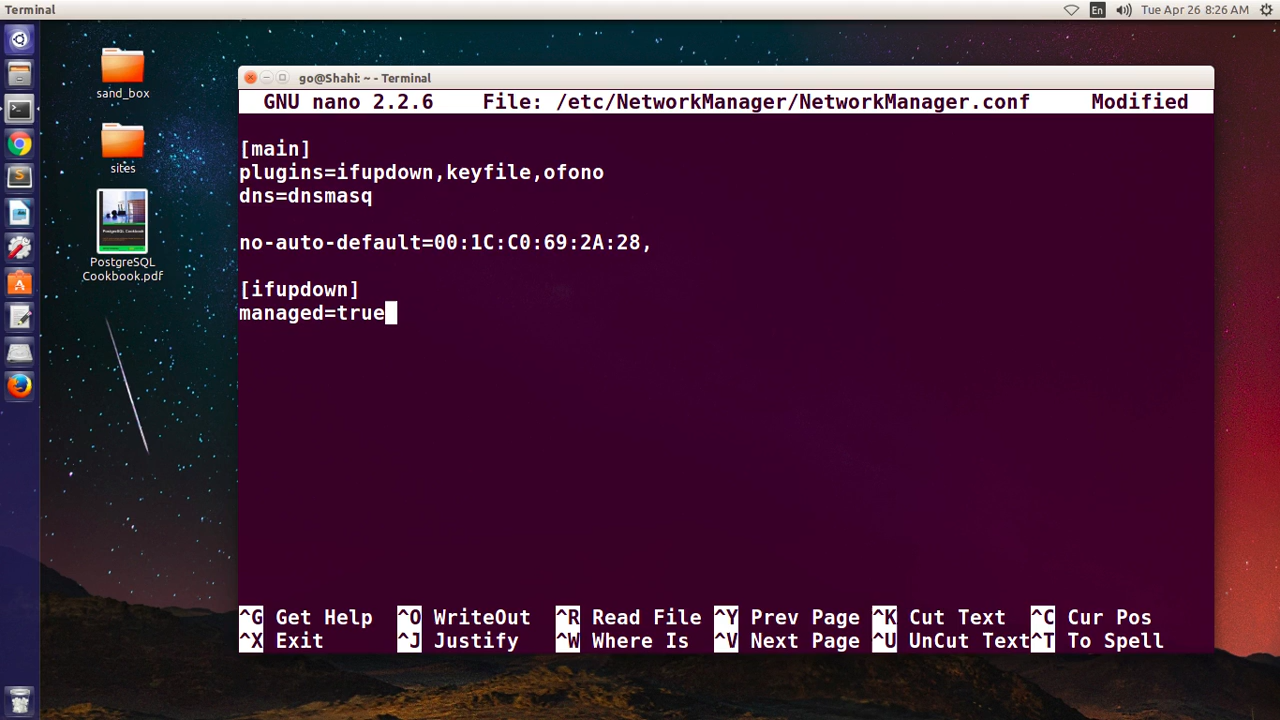 Terminal
En
Tue Apr 26 8:26 AM
sand_box
sites
PostgreSQL Cookbook
PostgreSQL
Cookbook.pdf
go@Shahi: ~ - Terminal
GNU nano 2.2.6 File: /etc/NetworkManager/NetworkManager.conf Modified
[main]
plugins=ifupdown,keyfile,ofono
dns=dnsmasq
no-auto-default=00:1C:C0:69:2A:28,
[ifupdown]
managed=true
^G Get Help ^O WriteOut ^R Read File ^Y Prev Page ^K Cut Text ^C Cur Pos
^X Exit ^J Justify ^W Where Is ^V Next Page ^U UnCut Text ^T To Spell